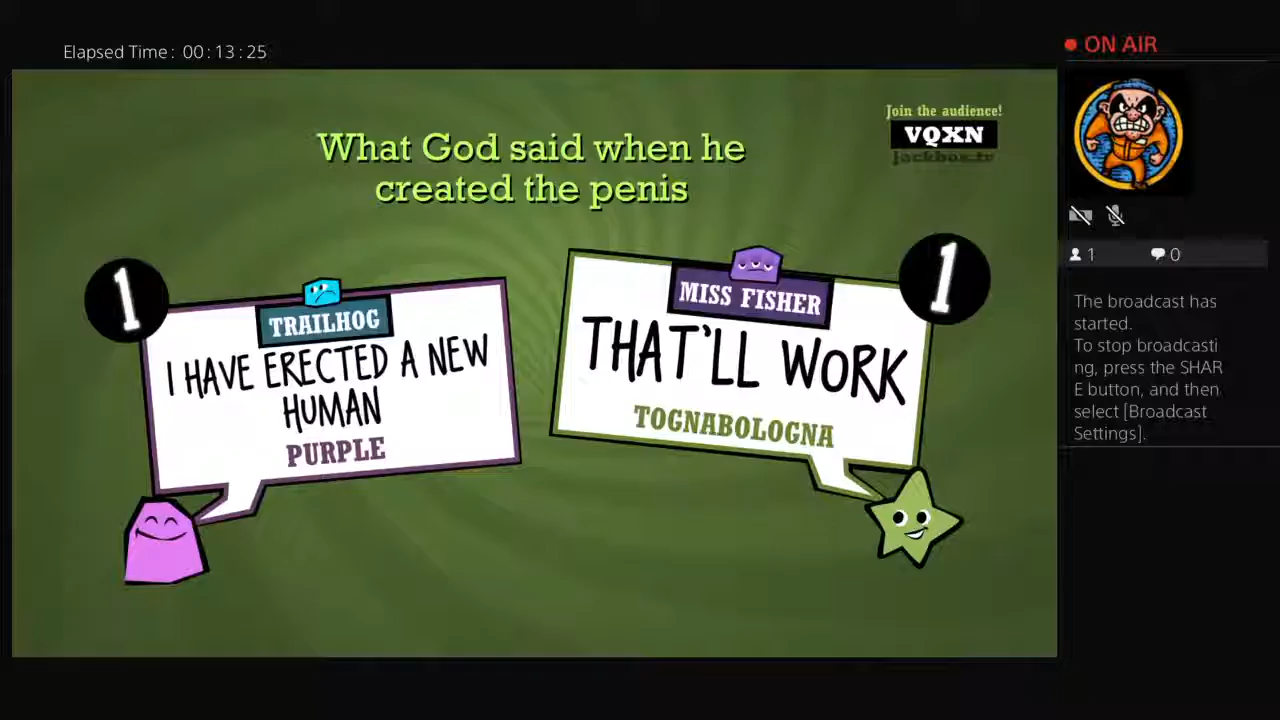 Elapsed Time: 00:13:25
ON AIR
Join the audience!
VQXN
jackbox.tv
What God said when he
created the penis
1
TRAILHOG
I HAVE ERECTED A NEW
HUMAN
PURPLE
1
MISS FISHER
THAT'LL WORK
TOGNABOLOGNA
1
0
The broadcast has
started.
To stop broadcasti
ng, press the SHAR
E button, and then
select [Broadcast
Settings].